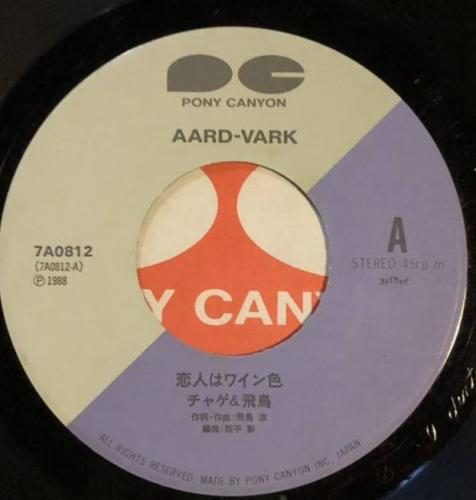 PC
PONY CANYON
AARD-VARK
7A0812
(7A0812-A)
Ⓟ 1988
A
STEREO 45r.p.m
Y CAN
恋人はワイン色
チャゲ&飛鳥
作詞・作曲:飛鳥 涼
編曲:西平 彰
ALL RIGHTS RESERVED. MADE BY PONY CANYON INC, JAPAN